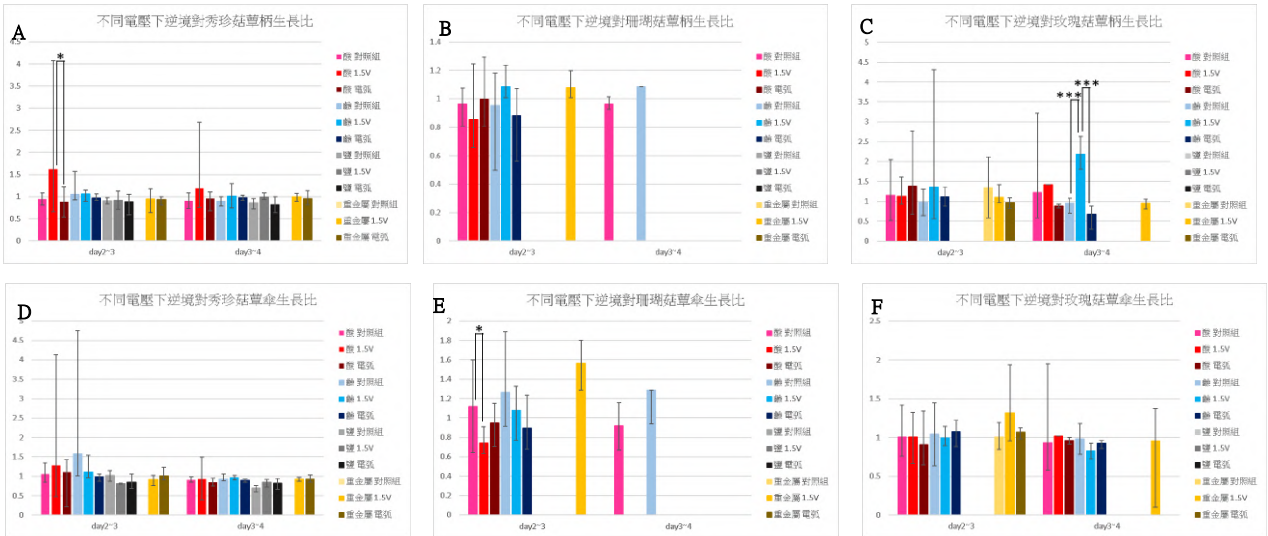 A
不同電壓下逆境對秀珍菇蕈柄生長比
4.5
4
3.5
3
2.5
2
1.5
1
0.5
0
*
day2~3
day3~4
酸 對照組
酸 1.5V
酸 電弧
鹼 對照組
鹼 1.5V
鹼 電弧
鹽 對照組
鹽 1.5V
鹽 電弧
重金屬 對照組
重金屬 1.5V
重金屬 電弧
B
不同電壓下逆境對珊瑚菇蕈柄生長比
1.4
1.2
1
0.8
0.6
0.4
0.2
0
day2~3
day3~4
酸 對照組
酸 1.5V
酸 電弧
鹼 對照組
鹼 1.5V
鹼 電弧
鹽 對照組
鹽 1.5V
鹽 電弧
重金屬 對照組
重金屬 1.5V
重金屬 電弧
C
不同電壓下逆境對玫瑰菇蕈柄生長比
5
4.5
4
3.5
3
2.5
2
1.5
1
0.5
0
***
***
day2~3
day3~4
酸 對照組
酸 1.5V
酸 電弧
鹼 對照組
鹼 1.5V
鹼 電弧
鹽 對照組
鹽 1.5V
鹽 電弧
重金屬 對照組
重金屬 1.5V
重金屬 電弧
D
不同電壓下逆境對秀珍菇蕈傘生長比
5
4.5
4
3.5
3
2.5
2
1.5
1
0.5
0
day2~3
day3~4
酸 對照組
酸 1.5V
酸 電弧
鹼 對照組
鹼 1.5V
鹼 電弧
鹽 對照組
鹽 1.5V
鹽 電弧
重金屬 對照組
重金屬 1.5V
重金屬 電弧
E
不同電壓下逆境對珊瑚菇蕈傘生長比
2
1.8
1.6
1.4
1.2
1
0.8
0.6
0.4
0.2
0
*
day2~3
day3~4
酸 對照組
酸 1.5V
酸 電弧
鹼 對照組
鹼 1.5V
鹼 電弧
鹽 對照組
鹽 1.5V
鹽 電弧
重金屬 對照組
重金屬 1.5V
重金屬 電弧
F
不同電壓下逆境對玫瑰菇蕈傘生長比
2.5
2
1.5
1
0.5
0
day2~3
day3~4
酸 對照組
酸 1.5V
酸 電弧
鹼 對照組
鹼 1.5V
鹼 電弧
鹽 對照組
鹽 1.5V
鹽 電弧
重金屬 對照組
重金屬 1.5V
重金屬 電弧